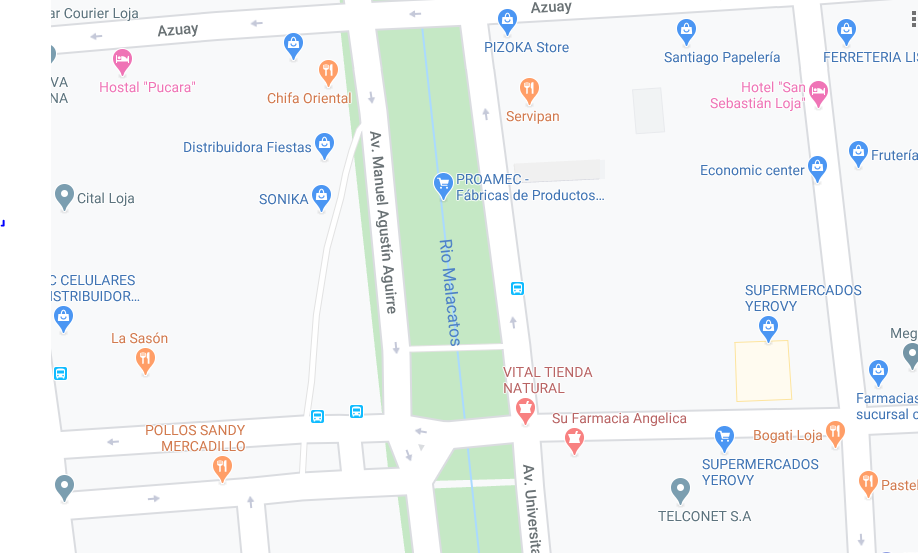 ar Courier Loja
Azuay
Azuay
PIZOKA Store
Santiago Papelería
FERRETERIA LIS
VA
NA
Hostal "Pucara"
Chifa Oriental
Hotel "San
Sebastián Loja"
Servipan
Distribuidora Fiestas
Economic center
Frutería
Cital Loja
SONIKA
PROAMEC -
Fábricas de Productos...
Av. Manuel Agustín Aguirre
Rio Malacatos
C CELULARES
ISTRIBUIDOR...
SUPERMERCADOS
YEROVY
La Sasón
Meg
VITAL TIENDA
NATURAL
Farmacias
sucursal c
Su Farmacia Angelica
POLLOS SANDY
MERCADILLO
Bogati Loja
SUPERMERCADOS
YEROVY
Pastel
Av. Universita
TELCONET S.A